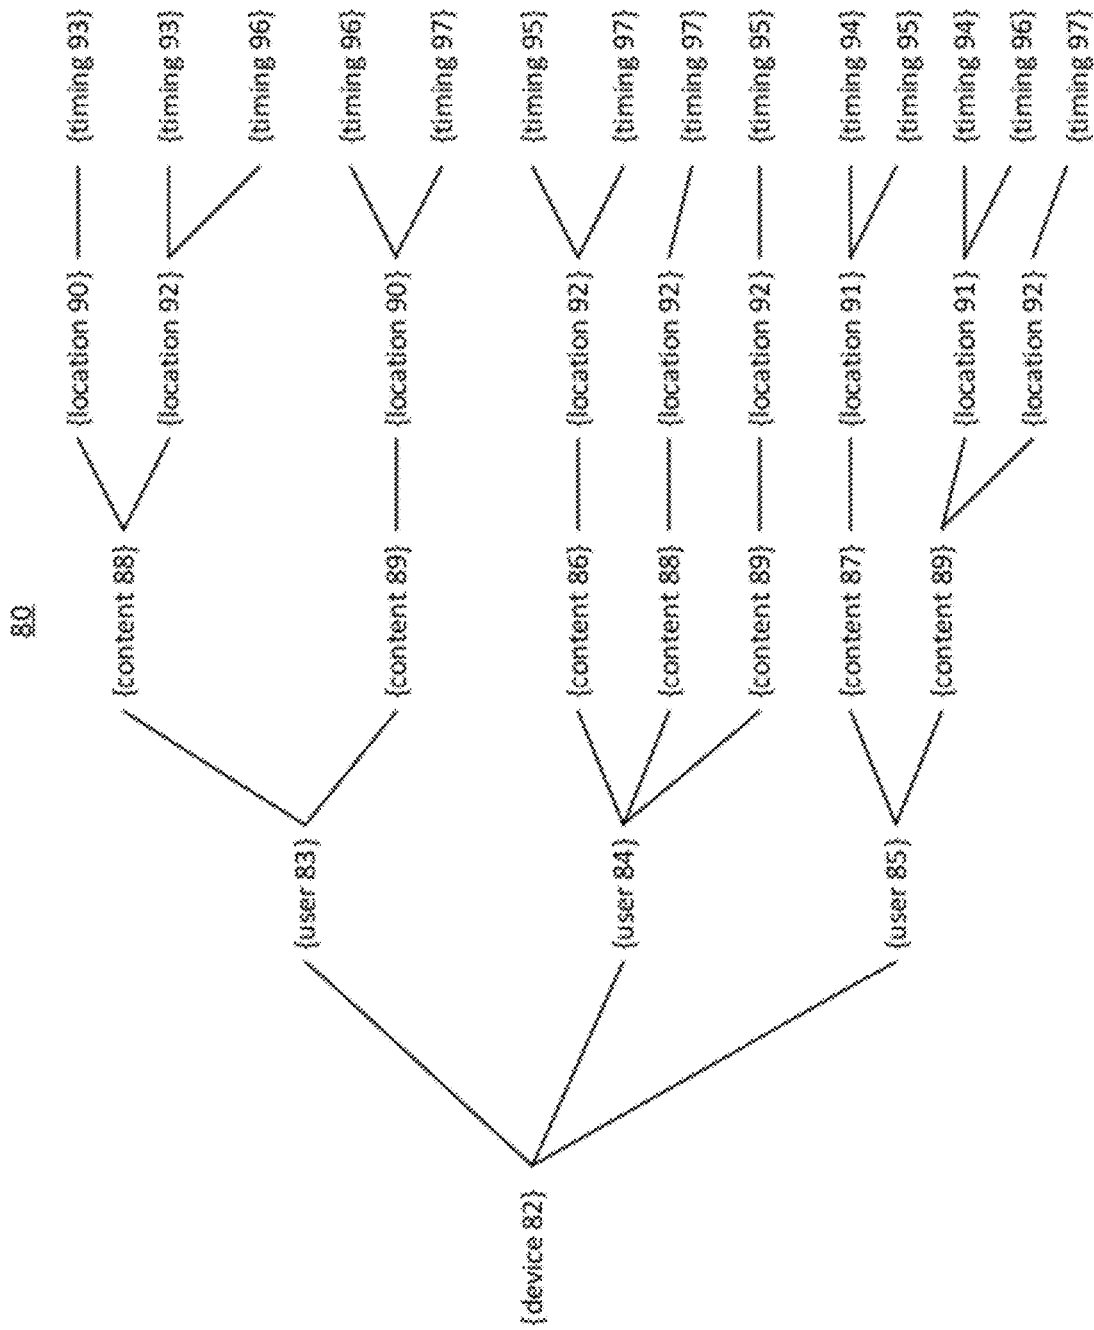 80
{device 82}
{user 83}
{user 84}
{user 85}
{content 88}
{content 89}
{content 86}
{content 88}
{content 89}
{content 87}
{content 89}
{location 90}
{location 92}
{location 90}
{location 92}
{location 92}
{location 92}
{location 91}
{location 91}
{location 92}
{timing 93}
{timing 93}
{timing 96}
{timing 96}
{timing 97}
{timing 95}
{timing 97}
{timing 97}
{timing 95}
{timing 94}
{timing 95}
{timing 94}
{timing 96}
{timing 97}